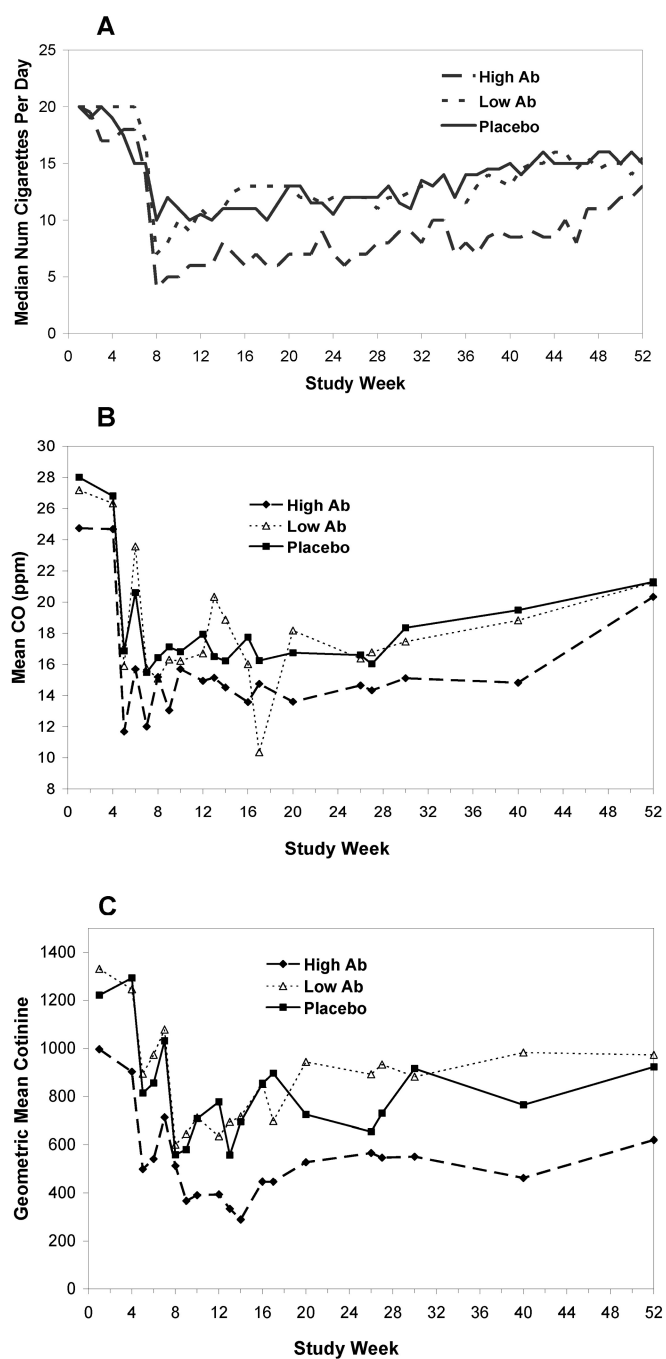 A
25
20
15
10
5
0
Median Num Cigarettes Per Day
High Ab
Low Ab
Placebo
0 4 8 12 16 20 24 28 32 36 40 44 48 52
Study Week
B
30
28
26
24
22
20
18
16
14
12
10
8
Mean CO (ppm)
High Ab
Low Ab
Placebo
0 4 8 12 16 20 24 28 32 36 40 44 48 52
Study Week
C
1400
1200
1000
800
600
400
200
0
Geometric Mean Cotinine
High Ab
Low Ab
Placebo
0 4 8 12 16 20 24 28 32 36 40 44 48 52
Study Week